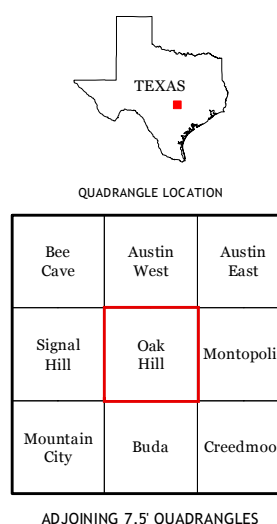 TEXAS
QUADRANGLE LOCATION
Bee
Cave
Austin
West
Austin
East
Signal
Hill
Oak
Hill
Montopoli
Mountain
City
Buda
Creedmoo
ADJOINING 7.5' QUADRANGLES